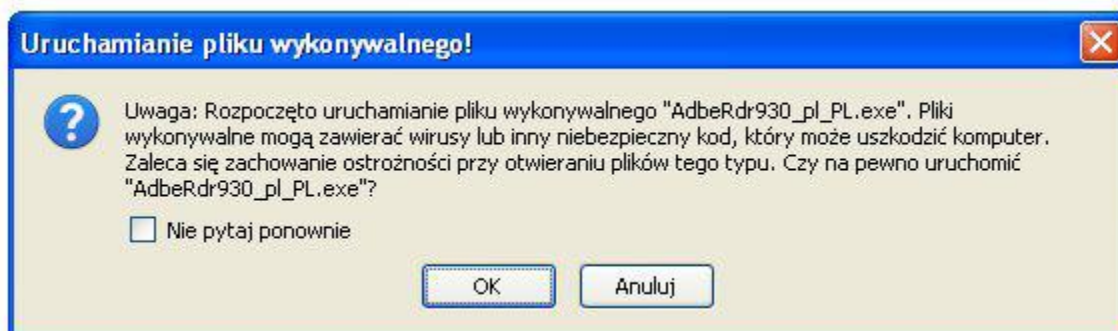 Uruchamianie pliku wykonywalnego!
Uwaga: Rozpoczęto uruchamianie pliku wykonywalnego "AdbeRdr930_pl_PL.exe". Pliki
wykonywalne mogą zawierać wirusy lub inny niebezpieczny kod, który może uszkodzić komputer.
Zaleca się zachowanie ostrożności przy otwieraniu plików tego typu. Czy na pewno uruchomić
"AdbeRdr930_pl_PL.exe"?
Nie pytaj ponownie
OK Anuluj